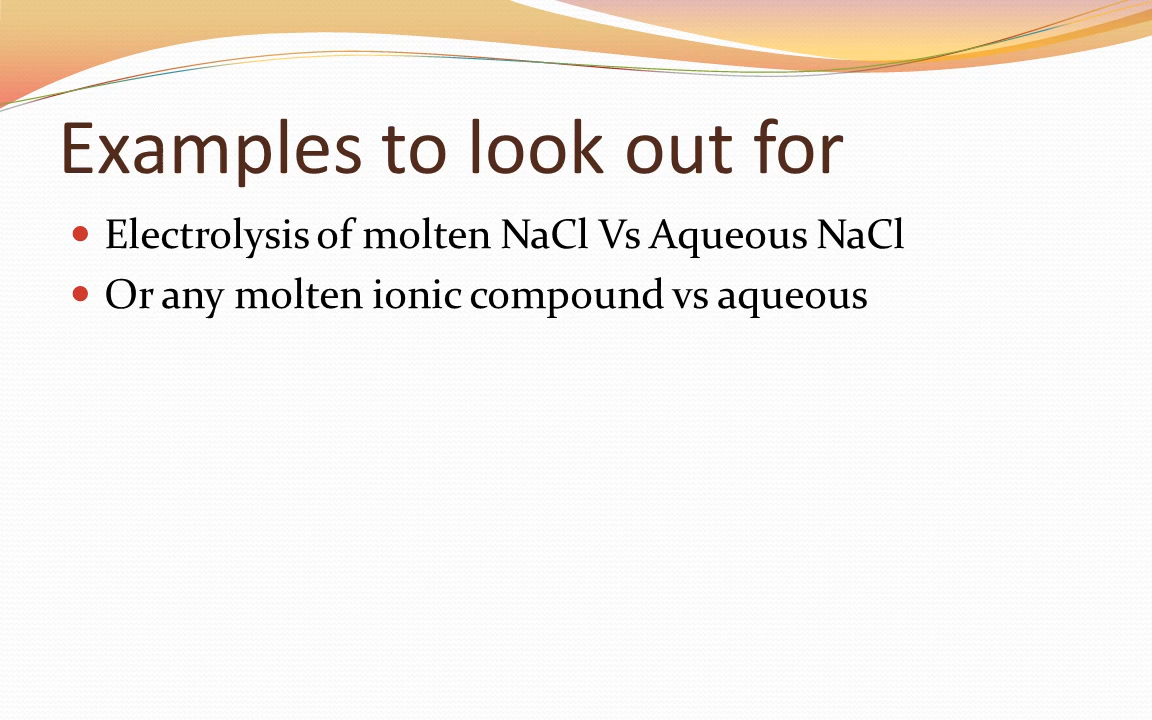 Examples to look out for
Electrolysis of molten NaCl Vs Aqueous NaCl
Or any molten ionic compound vs aqueous